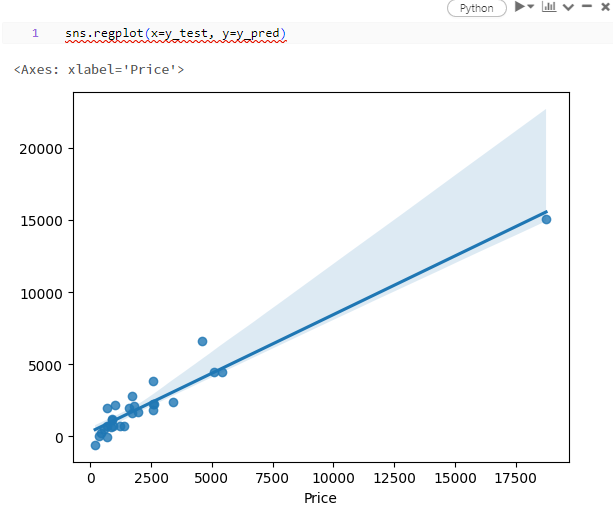 Python
1 sns.regplot(x=y_test, y=y_pred)
<Axes: xlabel='Price'>
20000
15000
10000
5000
0
0 2500 5000 7500 10000 12500 15000 17500
Price